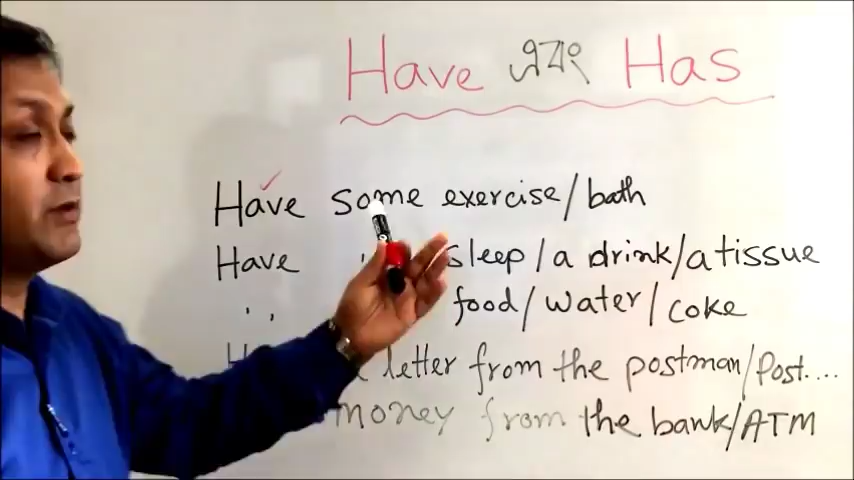 Have এবং Has
Have some exercise/bath
Have " sleep/a drink/a tissue
" food/water/coke
letter from the postman/Post....
money from the bank/ATM